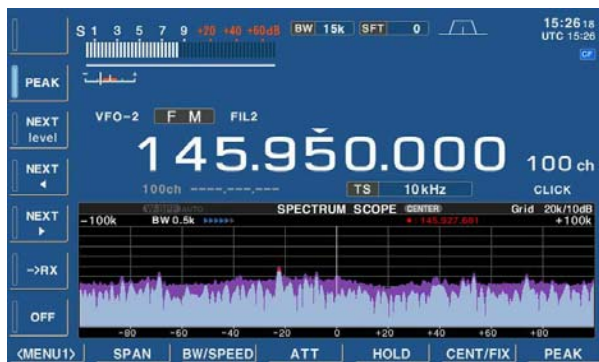 S 1 3 5 7 9 +20 +40 +60dB BW 15k SFT 0
15:26 18
UTC 15:26
PEAK
NEXT
level
NEXT
NEXT
->RX
OFF
VFO-2 F M FIL2
145.950.000 100 ch
100ch ----.---.--- TS 10kHz CLICK
SPECTRUM SCOPE CENTER Grid 20k/10dB
-100k BW 0.5k 145.927.681 +100k
-80 -60 -40 -20 0 +20 +40 +60 +80
<MENU1> SPAN BW/SPEED ATT HOLD CENT/FIX PEAK